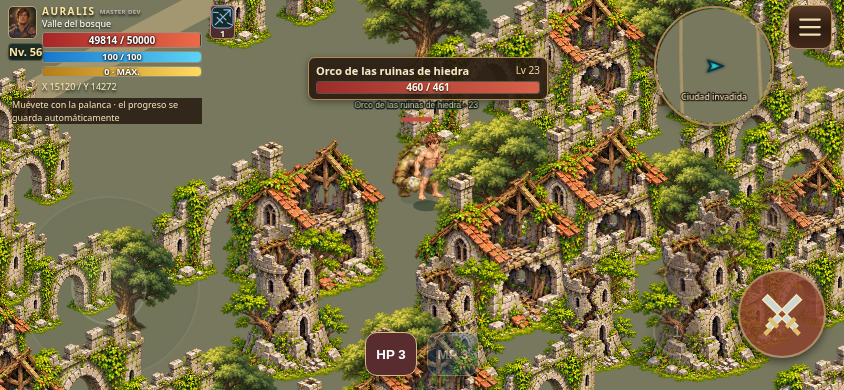 AURALIS MASTER DEV
Valle del bosque
Nv. 56
49814 / 50000
100 / 100
0 · MAX.
X 15120 / Y 14272
Muévete con la palanca · el progreso se
guarda automáticamente
1
Orco de las ruinas de hiedra Lv 23
460 / 461
Orco de las ruinas de hiedra · 23
Ciudad invadida
HP 3
MP 3